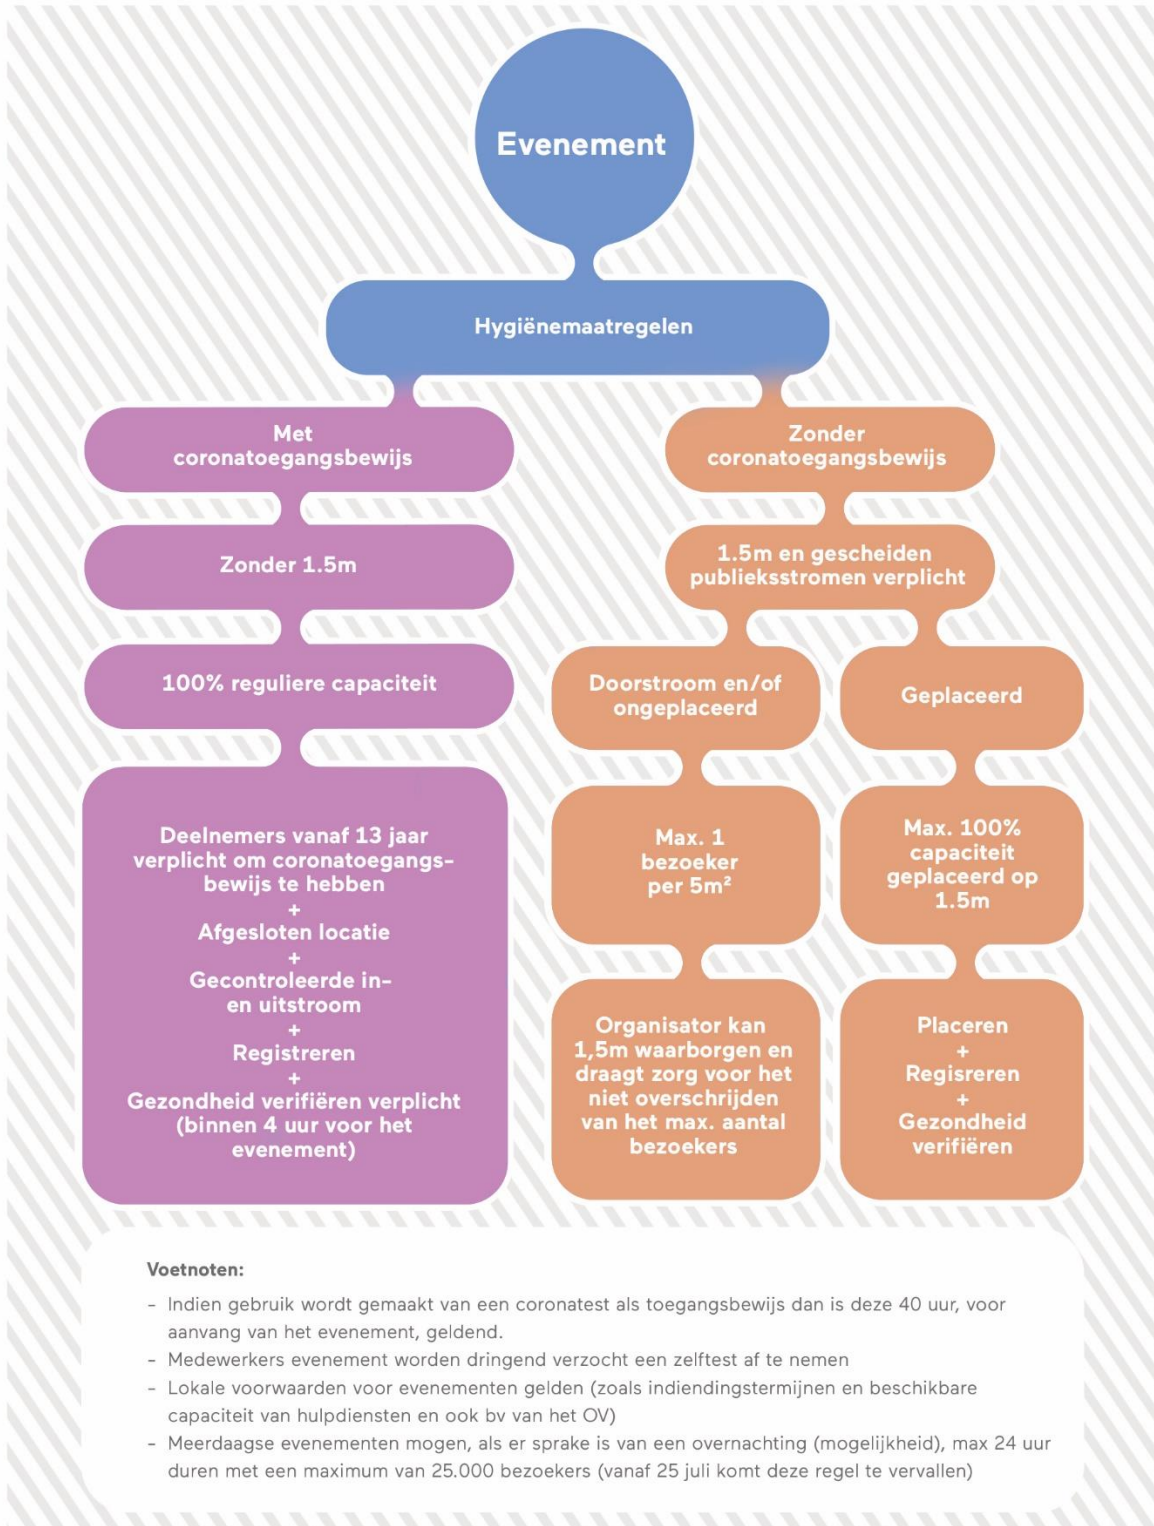 Evenement
Hygiënemaatregelen
Met
coronatoegangsbewijs
Zonder 1.5m
100% reguliere capaciteit
Deelnemers vanaf 13 jaar
verplicht om coronatoegangs-
bewijs te hebben
+
Afgesloten locatie
+
Gecontroleerde in-
en uitstroom
+
Registreren
+
Gezondheid verifiëren verplicht
(binnen 4 uur voor het
evenement)
Zonder
coronatoegangsbewijs
1.5m en gescheiden
publieksstromen verplicht
Doorstroom en/of
ongeplaceerd
Max. 1
bezoeker
per 5m²
Organisator kan
1,5m waarborgen en
draagt zorg voor het
niet overschrijden
van het max. aantal
bezoekers
Geplaceerd
Max. 100%
capaciteit
geplaceerd op
1.5m
Placeren
+
Regisreren
+
Gezondheid
verifiëren
Voetnoten:
- Indien gebruik wordt gemaakt van een coronatest als toegangsbewijs dan is deze 40 uur, voor
aanvang van het evenement, geldend.
- Medewerkers evenement worden dringend verzocht een zelftest af te nemen
- Lokale voorwaarden voor evenementen gelden (zoals indiendingstermijnen en beschikbare
capaciteit van hulpdiensten en ook bv van het OV)
- Meerdaagse evenementen mogen, als er sprake is van een overnachting (mogelijkheid), max 24 uur
duren met een maximum van 25.000 bezoekers (vanaf 25 juli komt deze regel te vervallen)